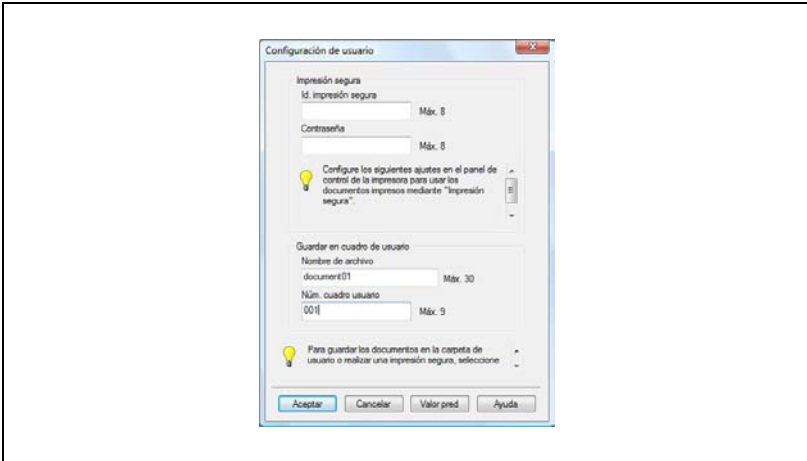 Configuración de usuario
Impresión segura
Id. impresión segura
Máx. 8
Contraseña
Máx. 8
Configure los siguientes ajustes en el panel de
control de la impresora para usar los
documentos impresos mediante "Impresión
segura".
Guardar en cuadro de usuario
Nombre de archivo
document01
Máx. 30
Núm. cuadro usuario
001
Máx. 9
Para guardar los documentos en la carpeta de
usuario o realizar una impresión segura, seleccione
Aceptar Cancelar Valor pred Ayuda